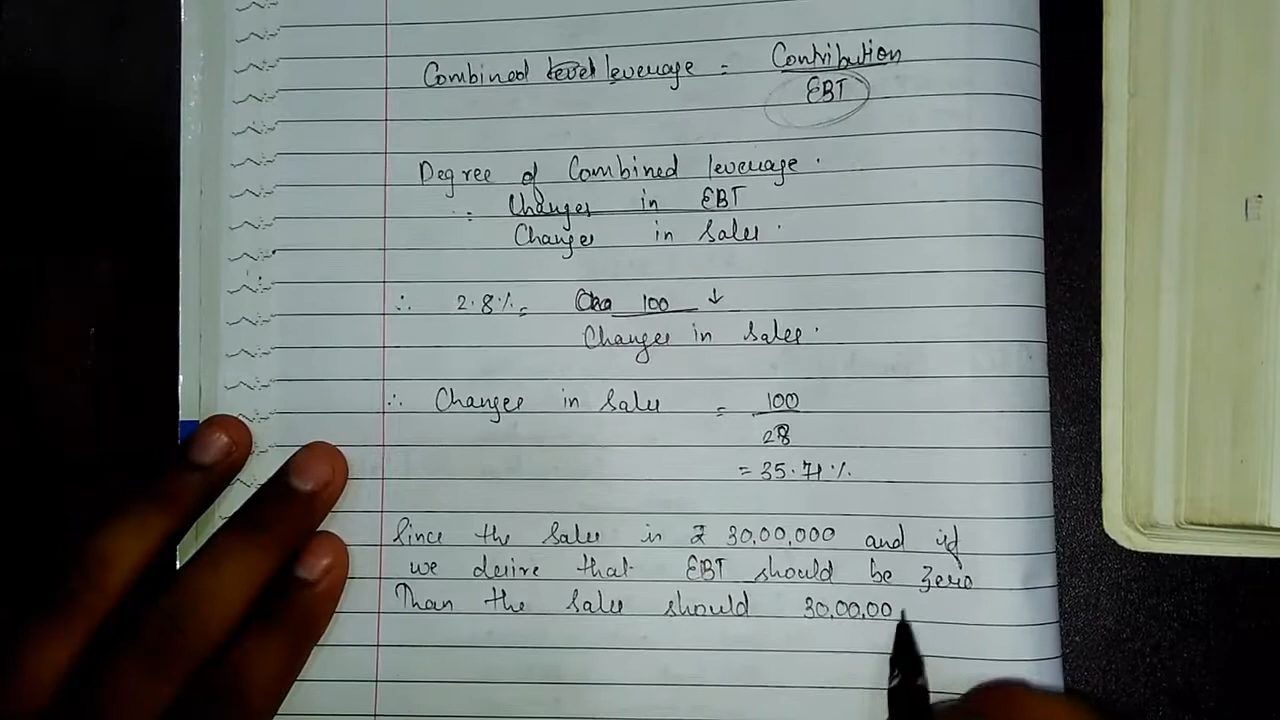 Combined level leverage = Contribution
EBT
Degree of Combined leverage.
= Changes in EBT
Changes in Sales.
∴ 2.8% = Cha 100 ↓
Changes in Sales.
∴ Changes in Sales = 100
28
= 35.71%
Since the Sales is ₹ 30,00,000 and if
we desire that EBT should be Zero
Than the Sales should 30,00,00